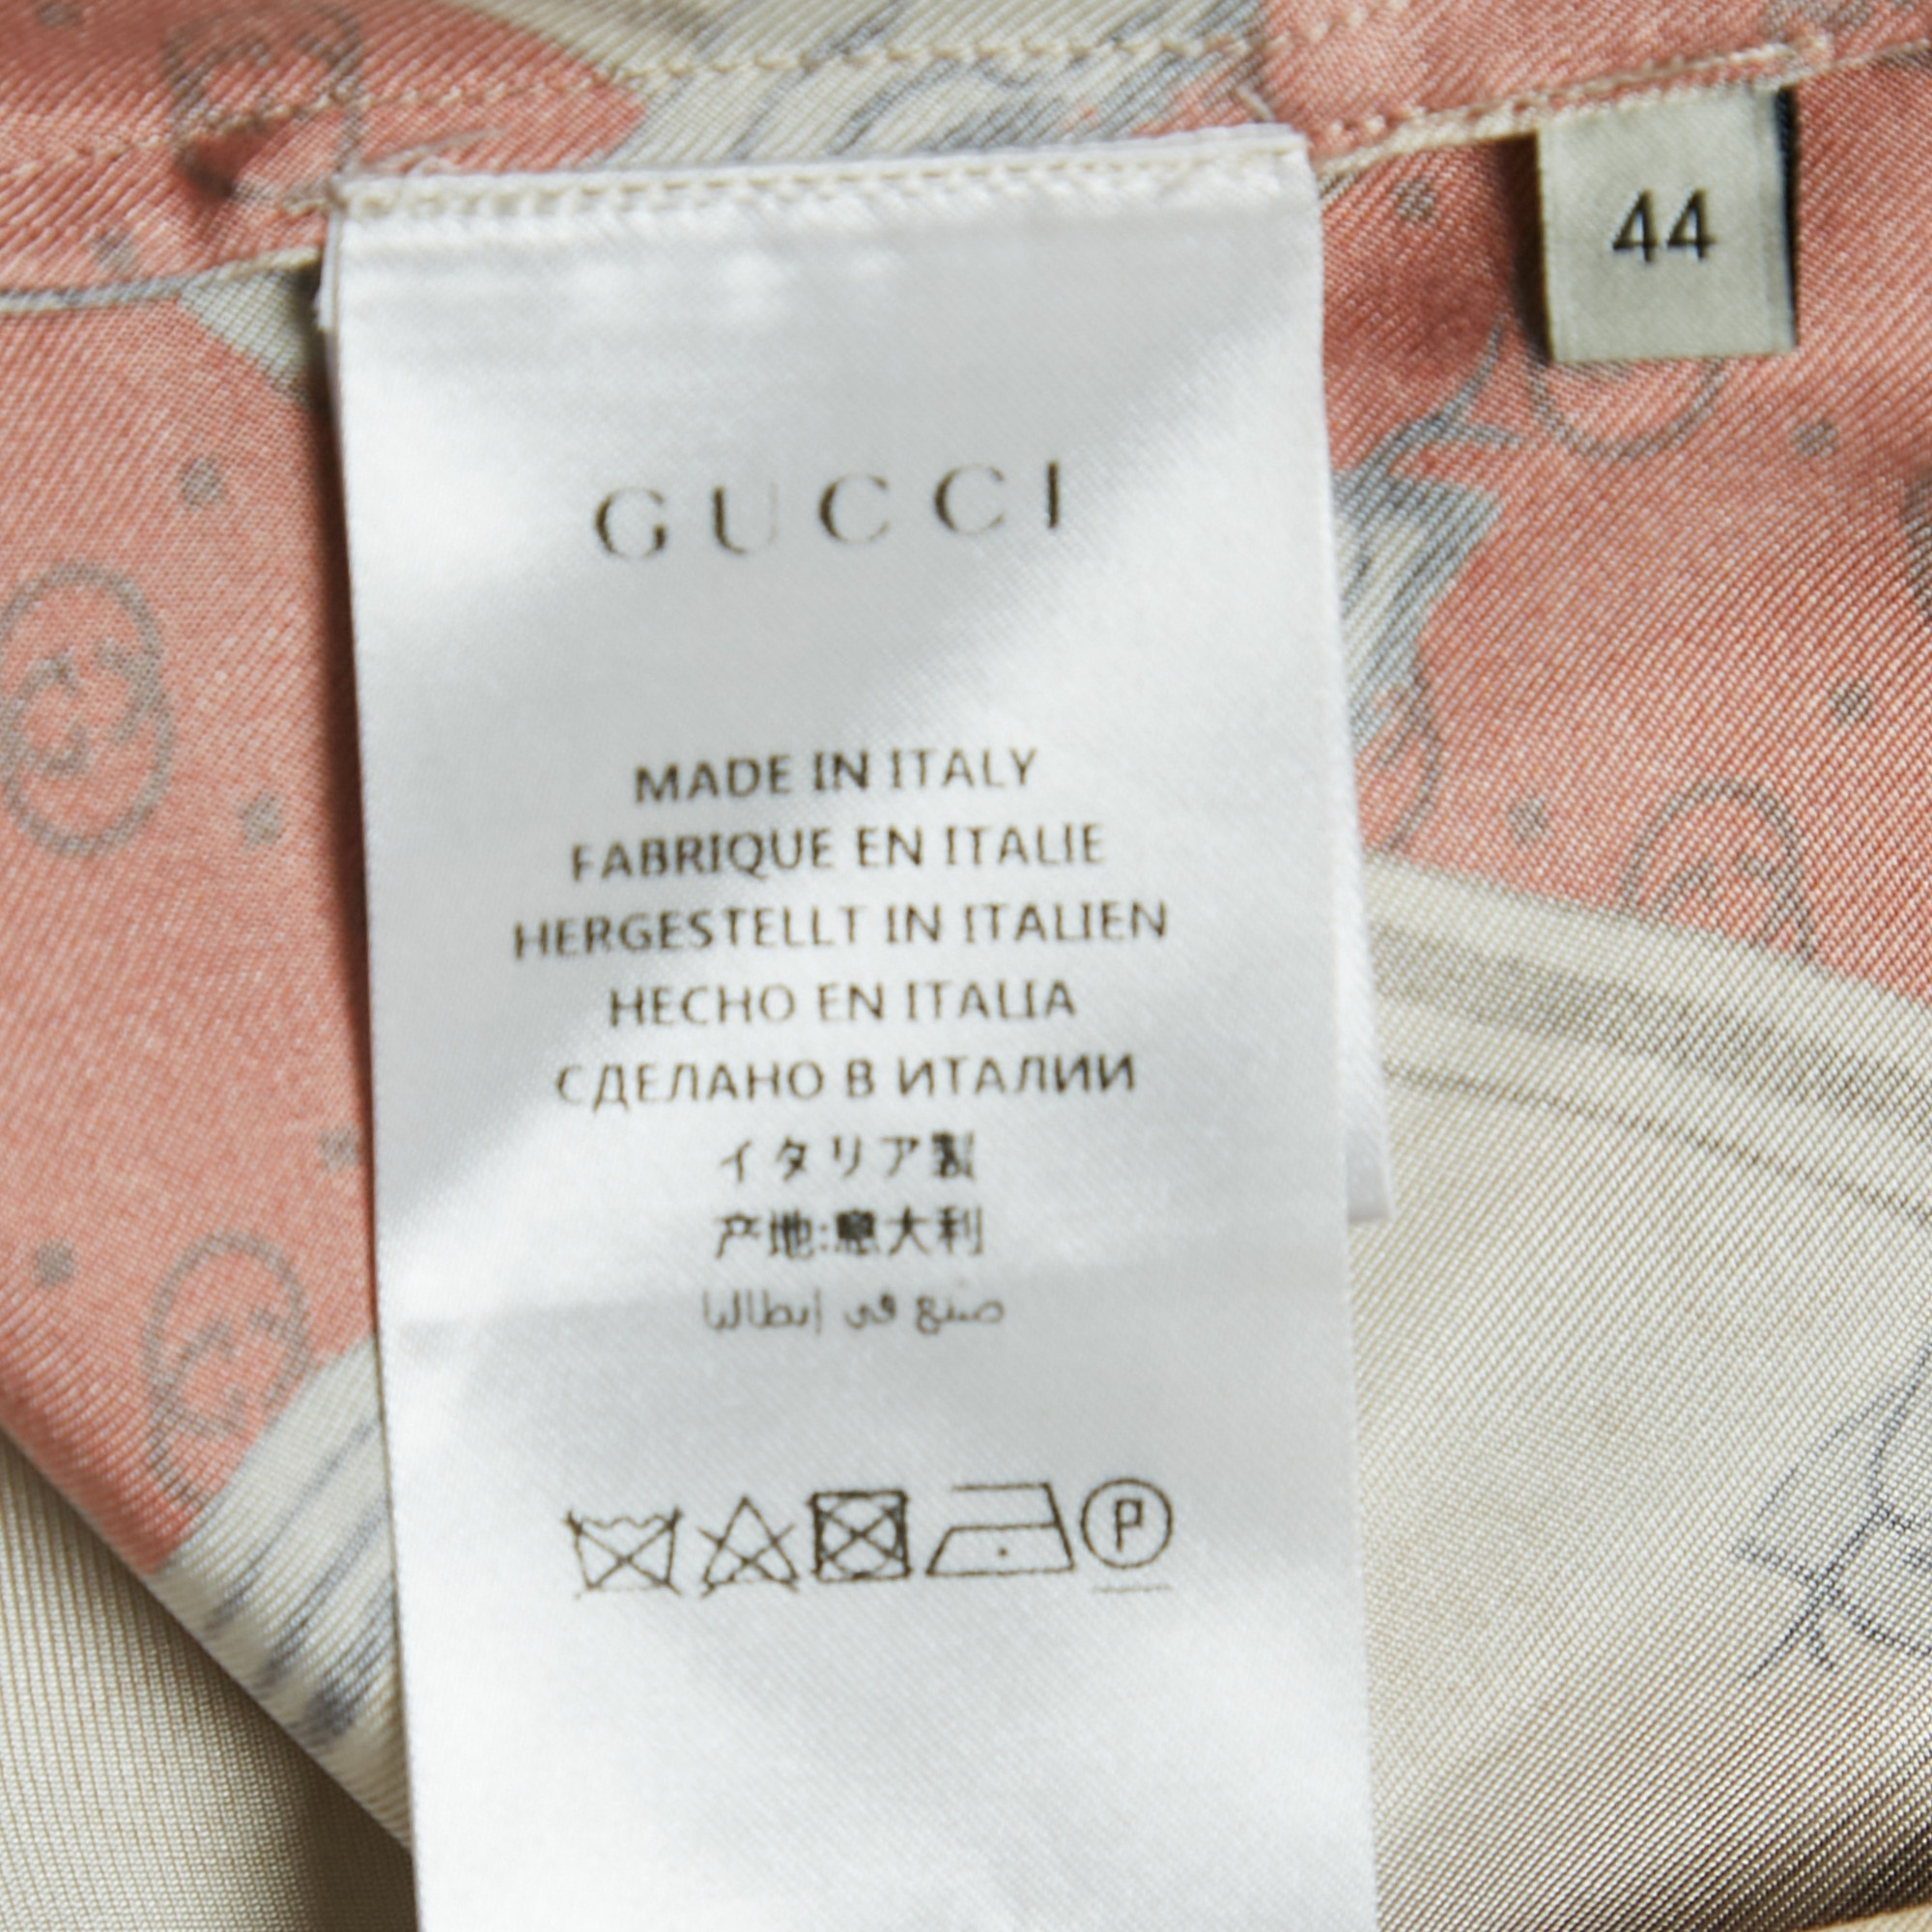 44
GUCCI
MADE IN ITALY
FABRIQUE EN ITALIE
HERGESTELLT IN ITALIEN
HECHO EN ITALIA
СДЕЛАНО В ИТАЛИИ
イタリア製
产地:意大利
صنع في إيطاليا
P